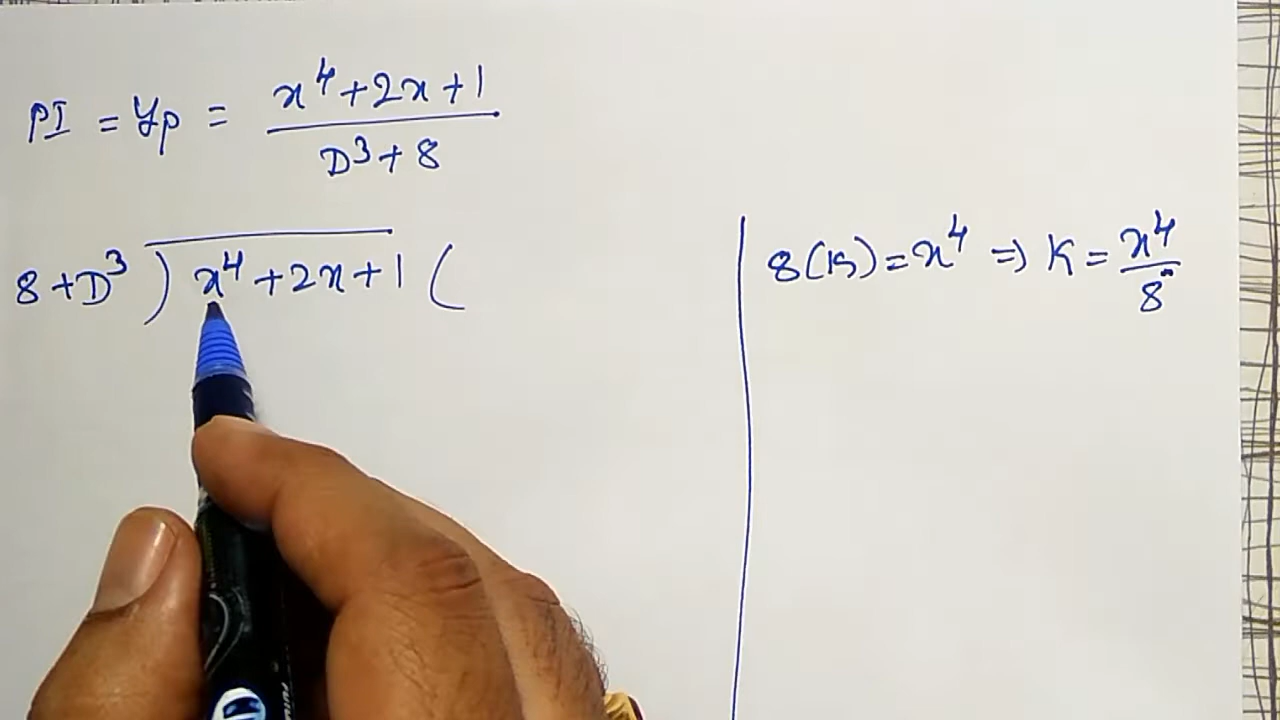 PI = yp = x⁴+2x+1 / D³+8
8+D³ ) x⁴+2x+1 (
8(K)=x⁴ ⇒ K = x⁴/8